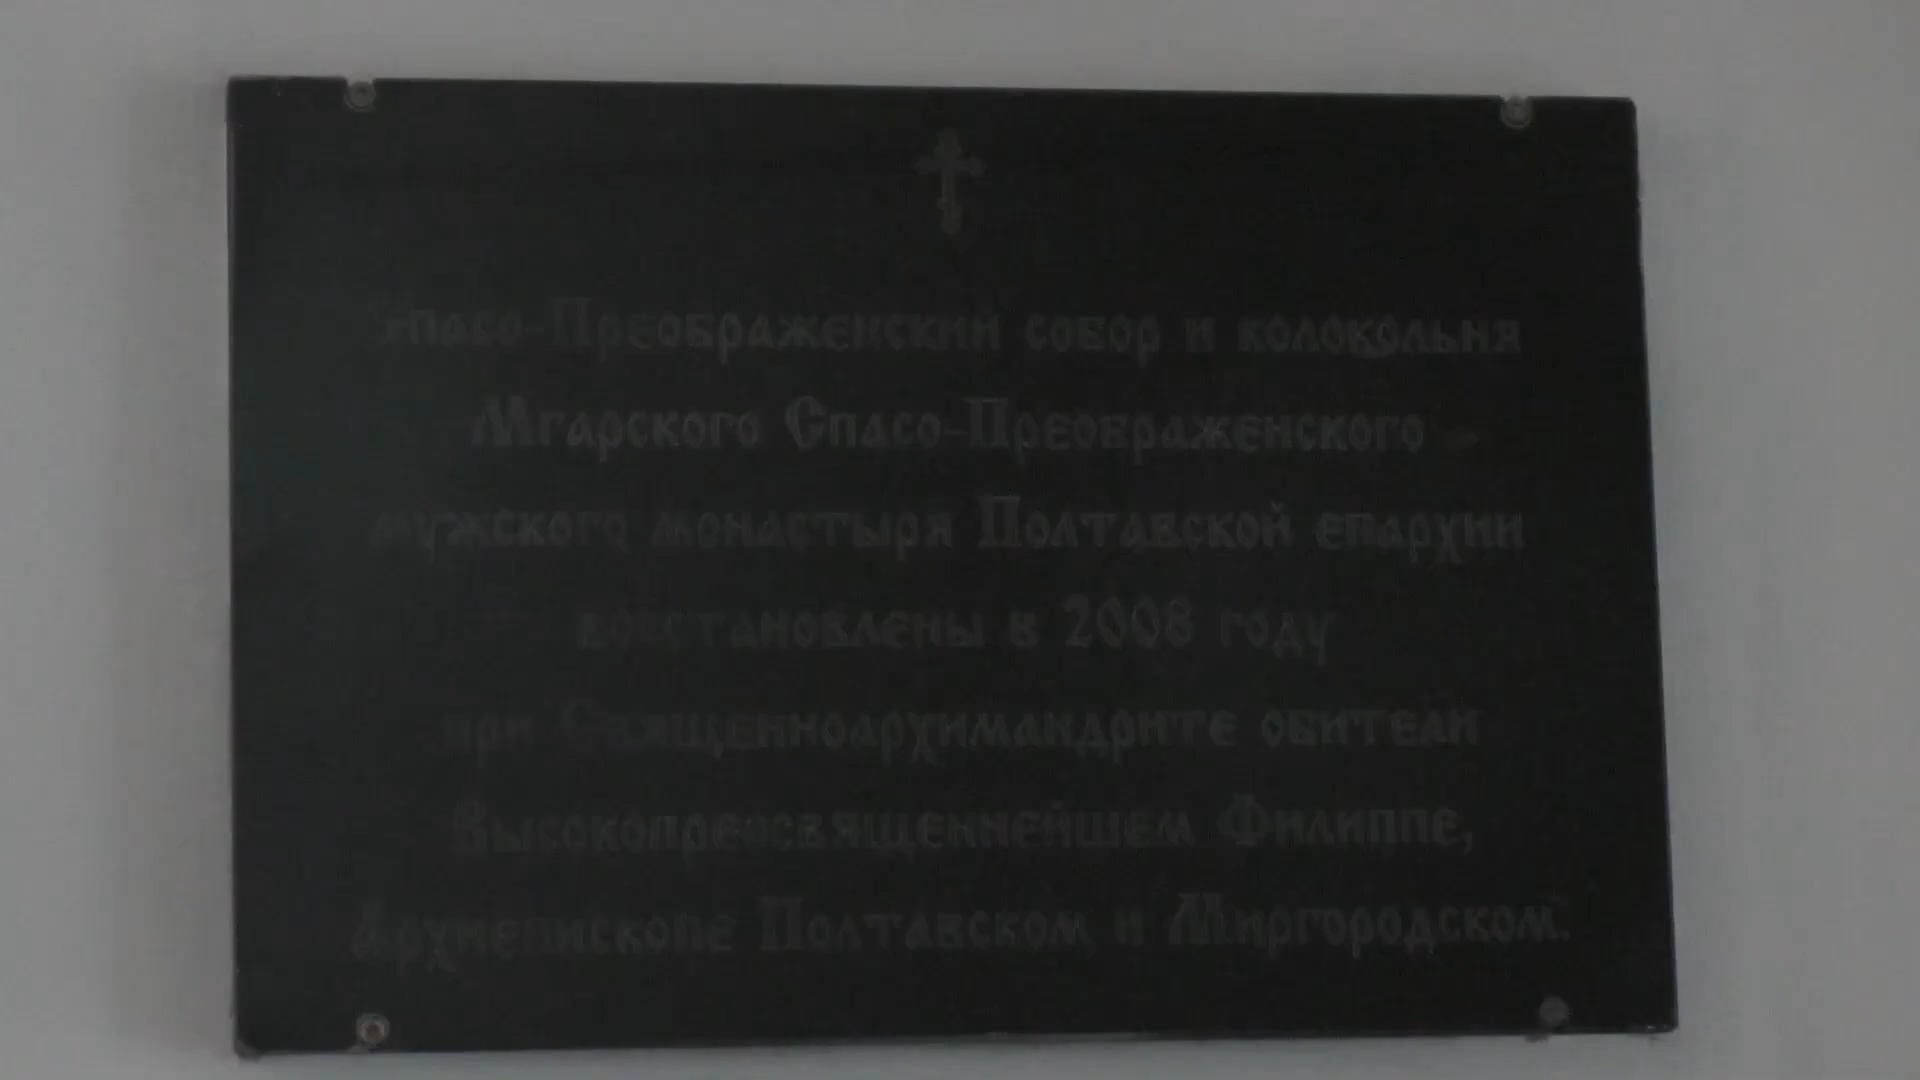 Спасо-Преображенский собор и колокольня
Мгарского Спасо-Преображенского
мужского монастыря Полтавской епархии
восстановлены в 2008 году
при Священноархимандрите обители
Высокопреосвященнейшем Филиппе,
Архиепископе Полтавском и Миргородском.